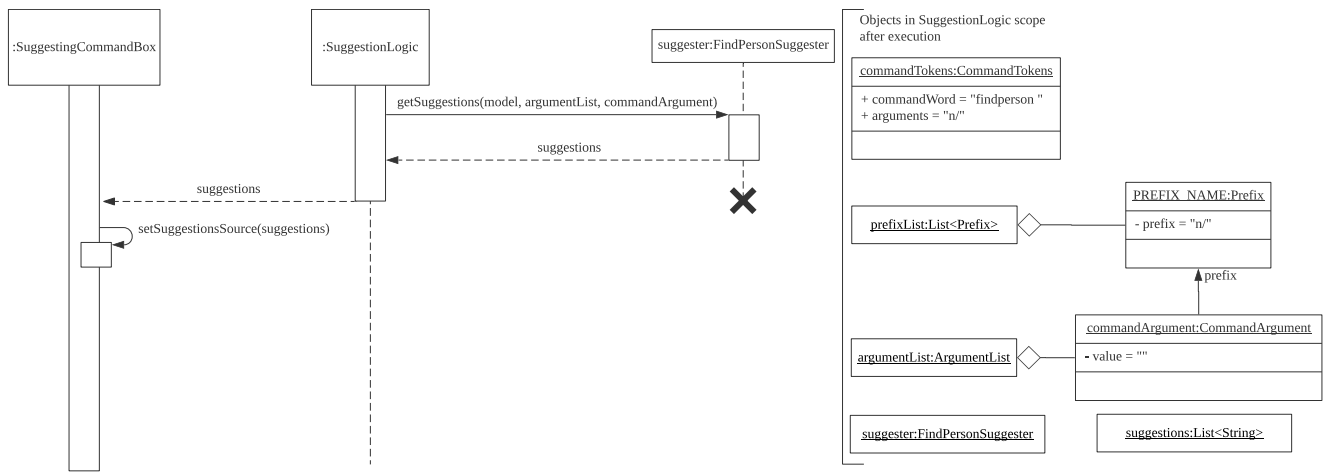 :SuggestingCommandBox
:SuggestionLogic
suggester:FindPersonSuggester
getSuggestions(model, argumentList, commandArgument)
suggestions
suggestions
setSuggestionsSource(suggestions)
Objects in SuggestionLogic scope
after execution
commandTokens:CommandTokens
+ commandWord = "findperson "
+ arguments = "n/"
prefixList:List<Prefix>
PREFIX_NAME:Prefix
- prefix = "n/"
prefix
argumentList:ArgumentList
commandArgument:CommandArgument
- value = ""
suggester:FindPersonSuggester
suggestions:List<String>